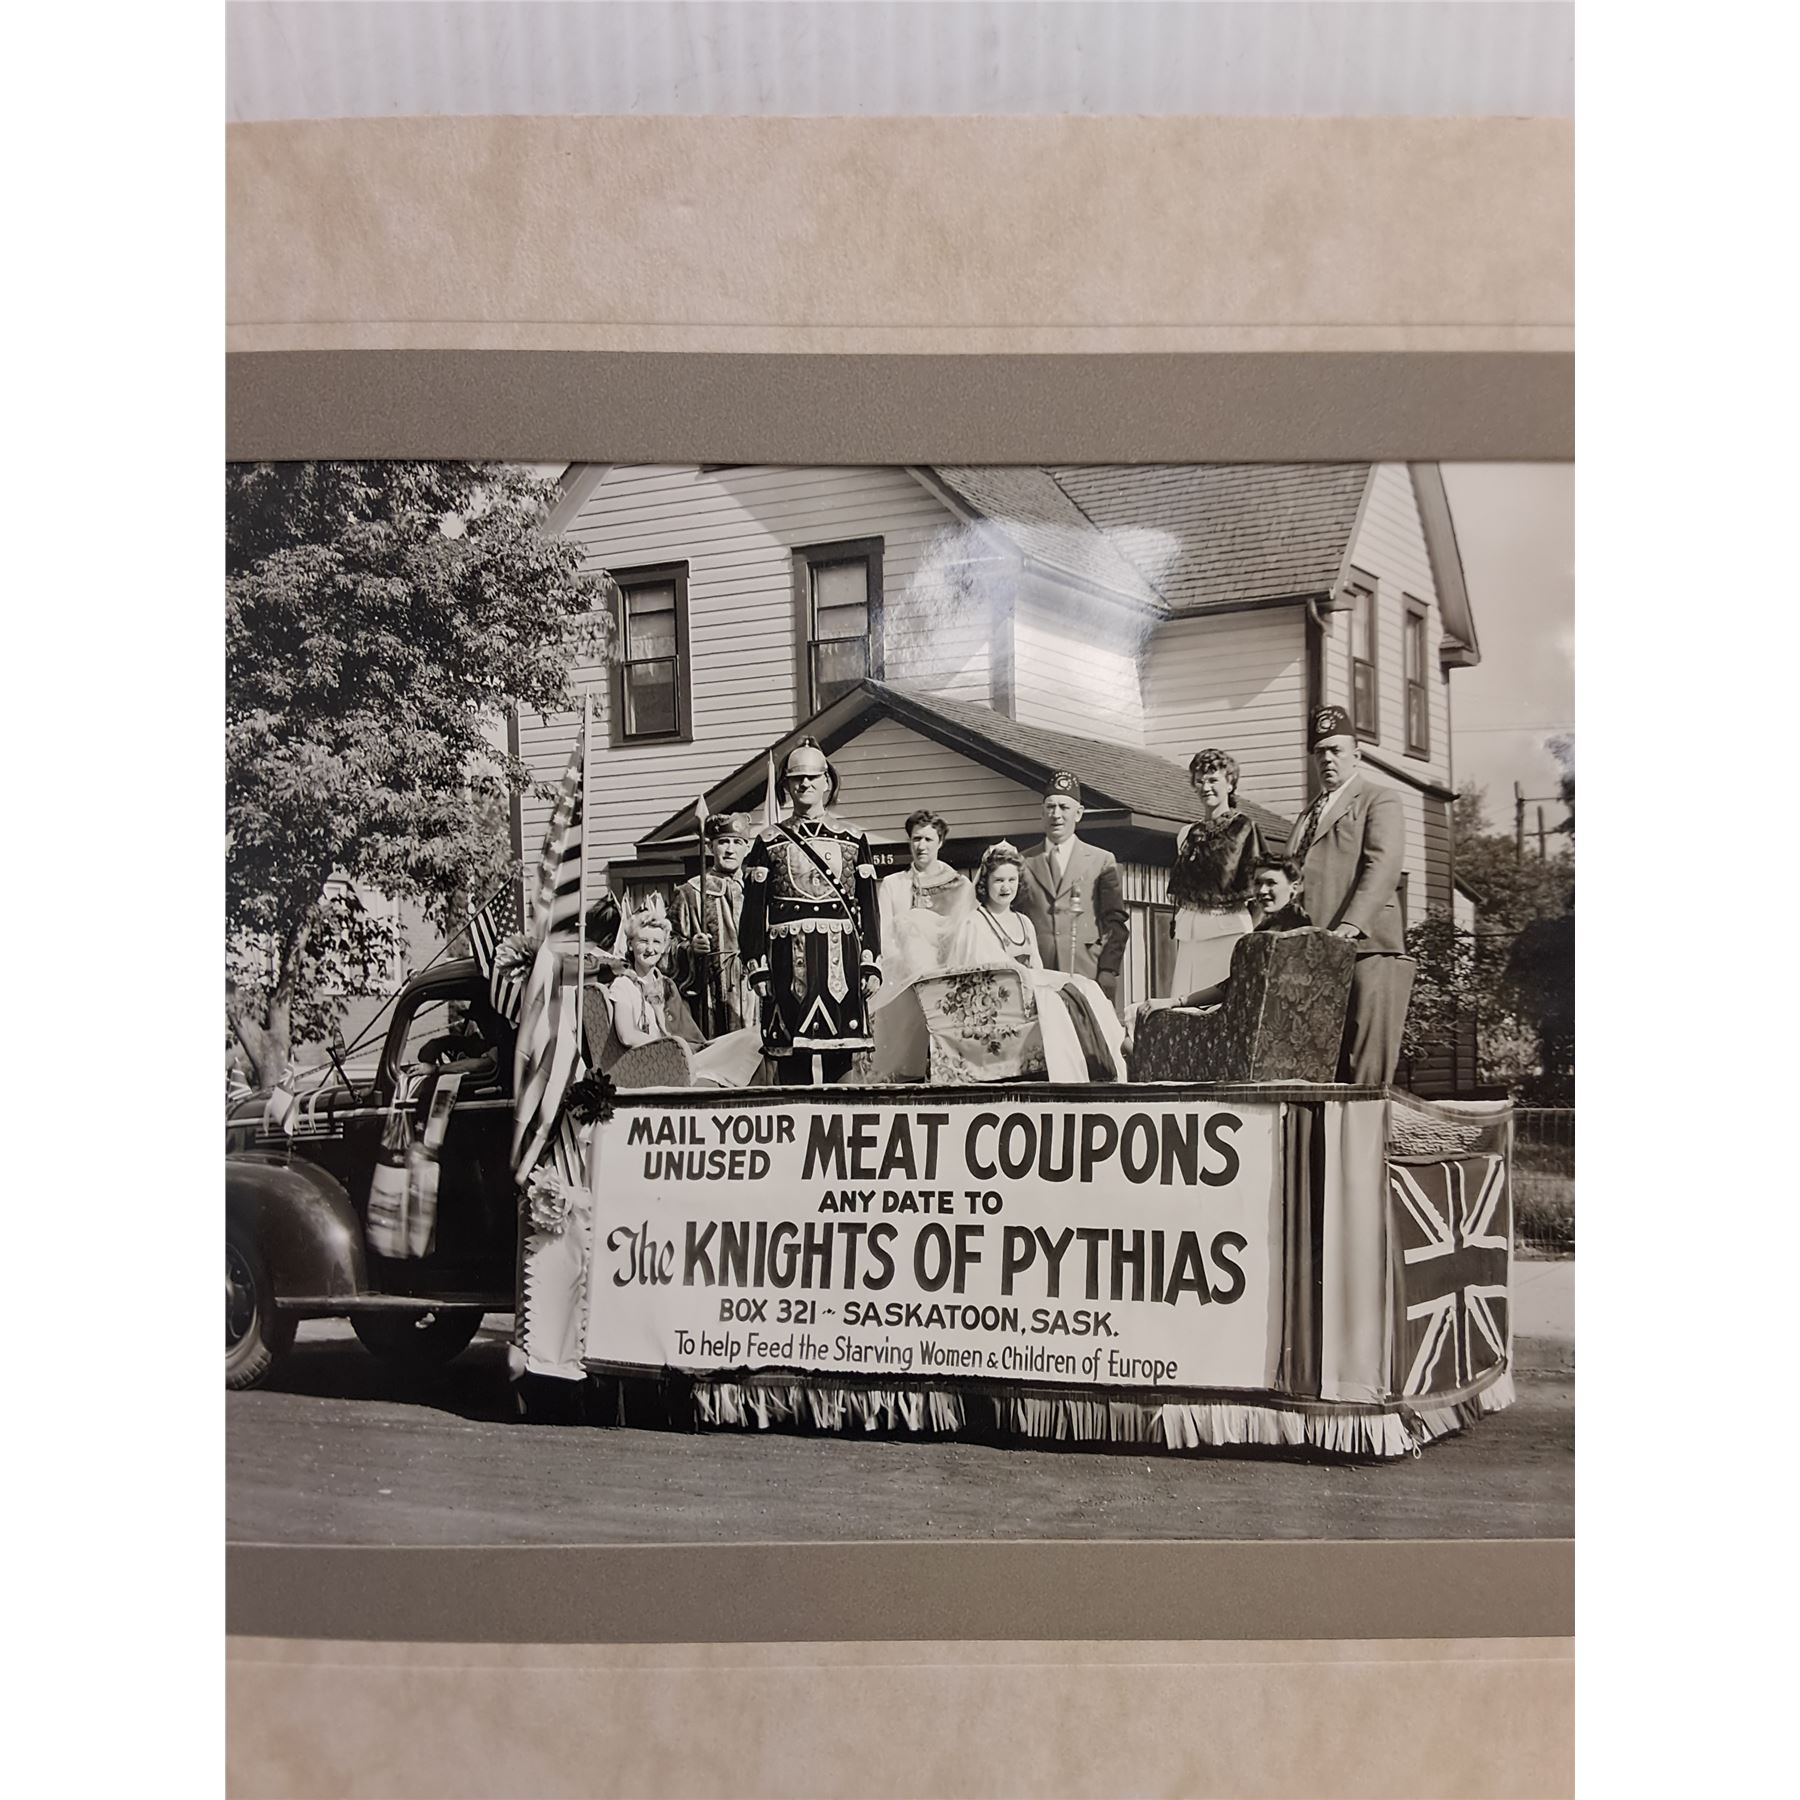 515
MAIL YOUR
UNUSED
MEAT COUPONS
ANY DATE TO
The KNIGHTS OF PYTHIAS
BOX 321 ~ SASKATOON, SASK.
To help Feed the Starving Women & Children of Europe